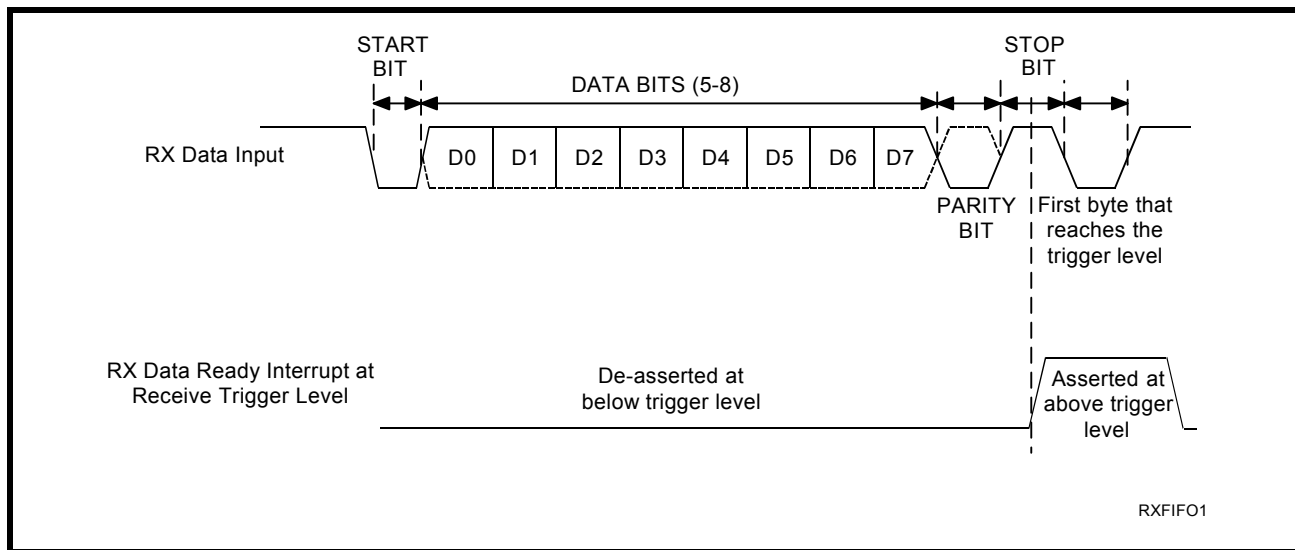 START
BIT
STOP
BIT
DATA BITS (5-8)
RX Data Input
D0
D1
D2
D3
D4
D5
D6
D7
PARITY
BIT
First byte that
reaches the
trigger level
RX Data Ready Interrupt at
Receive Trigger Level
De-asserted at
below trigger level
Asserted at
above trigger
level
RXFIFO1